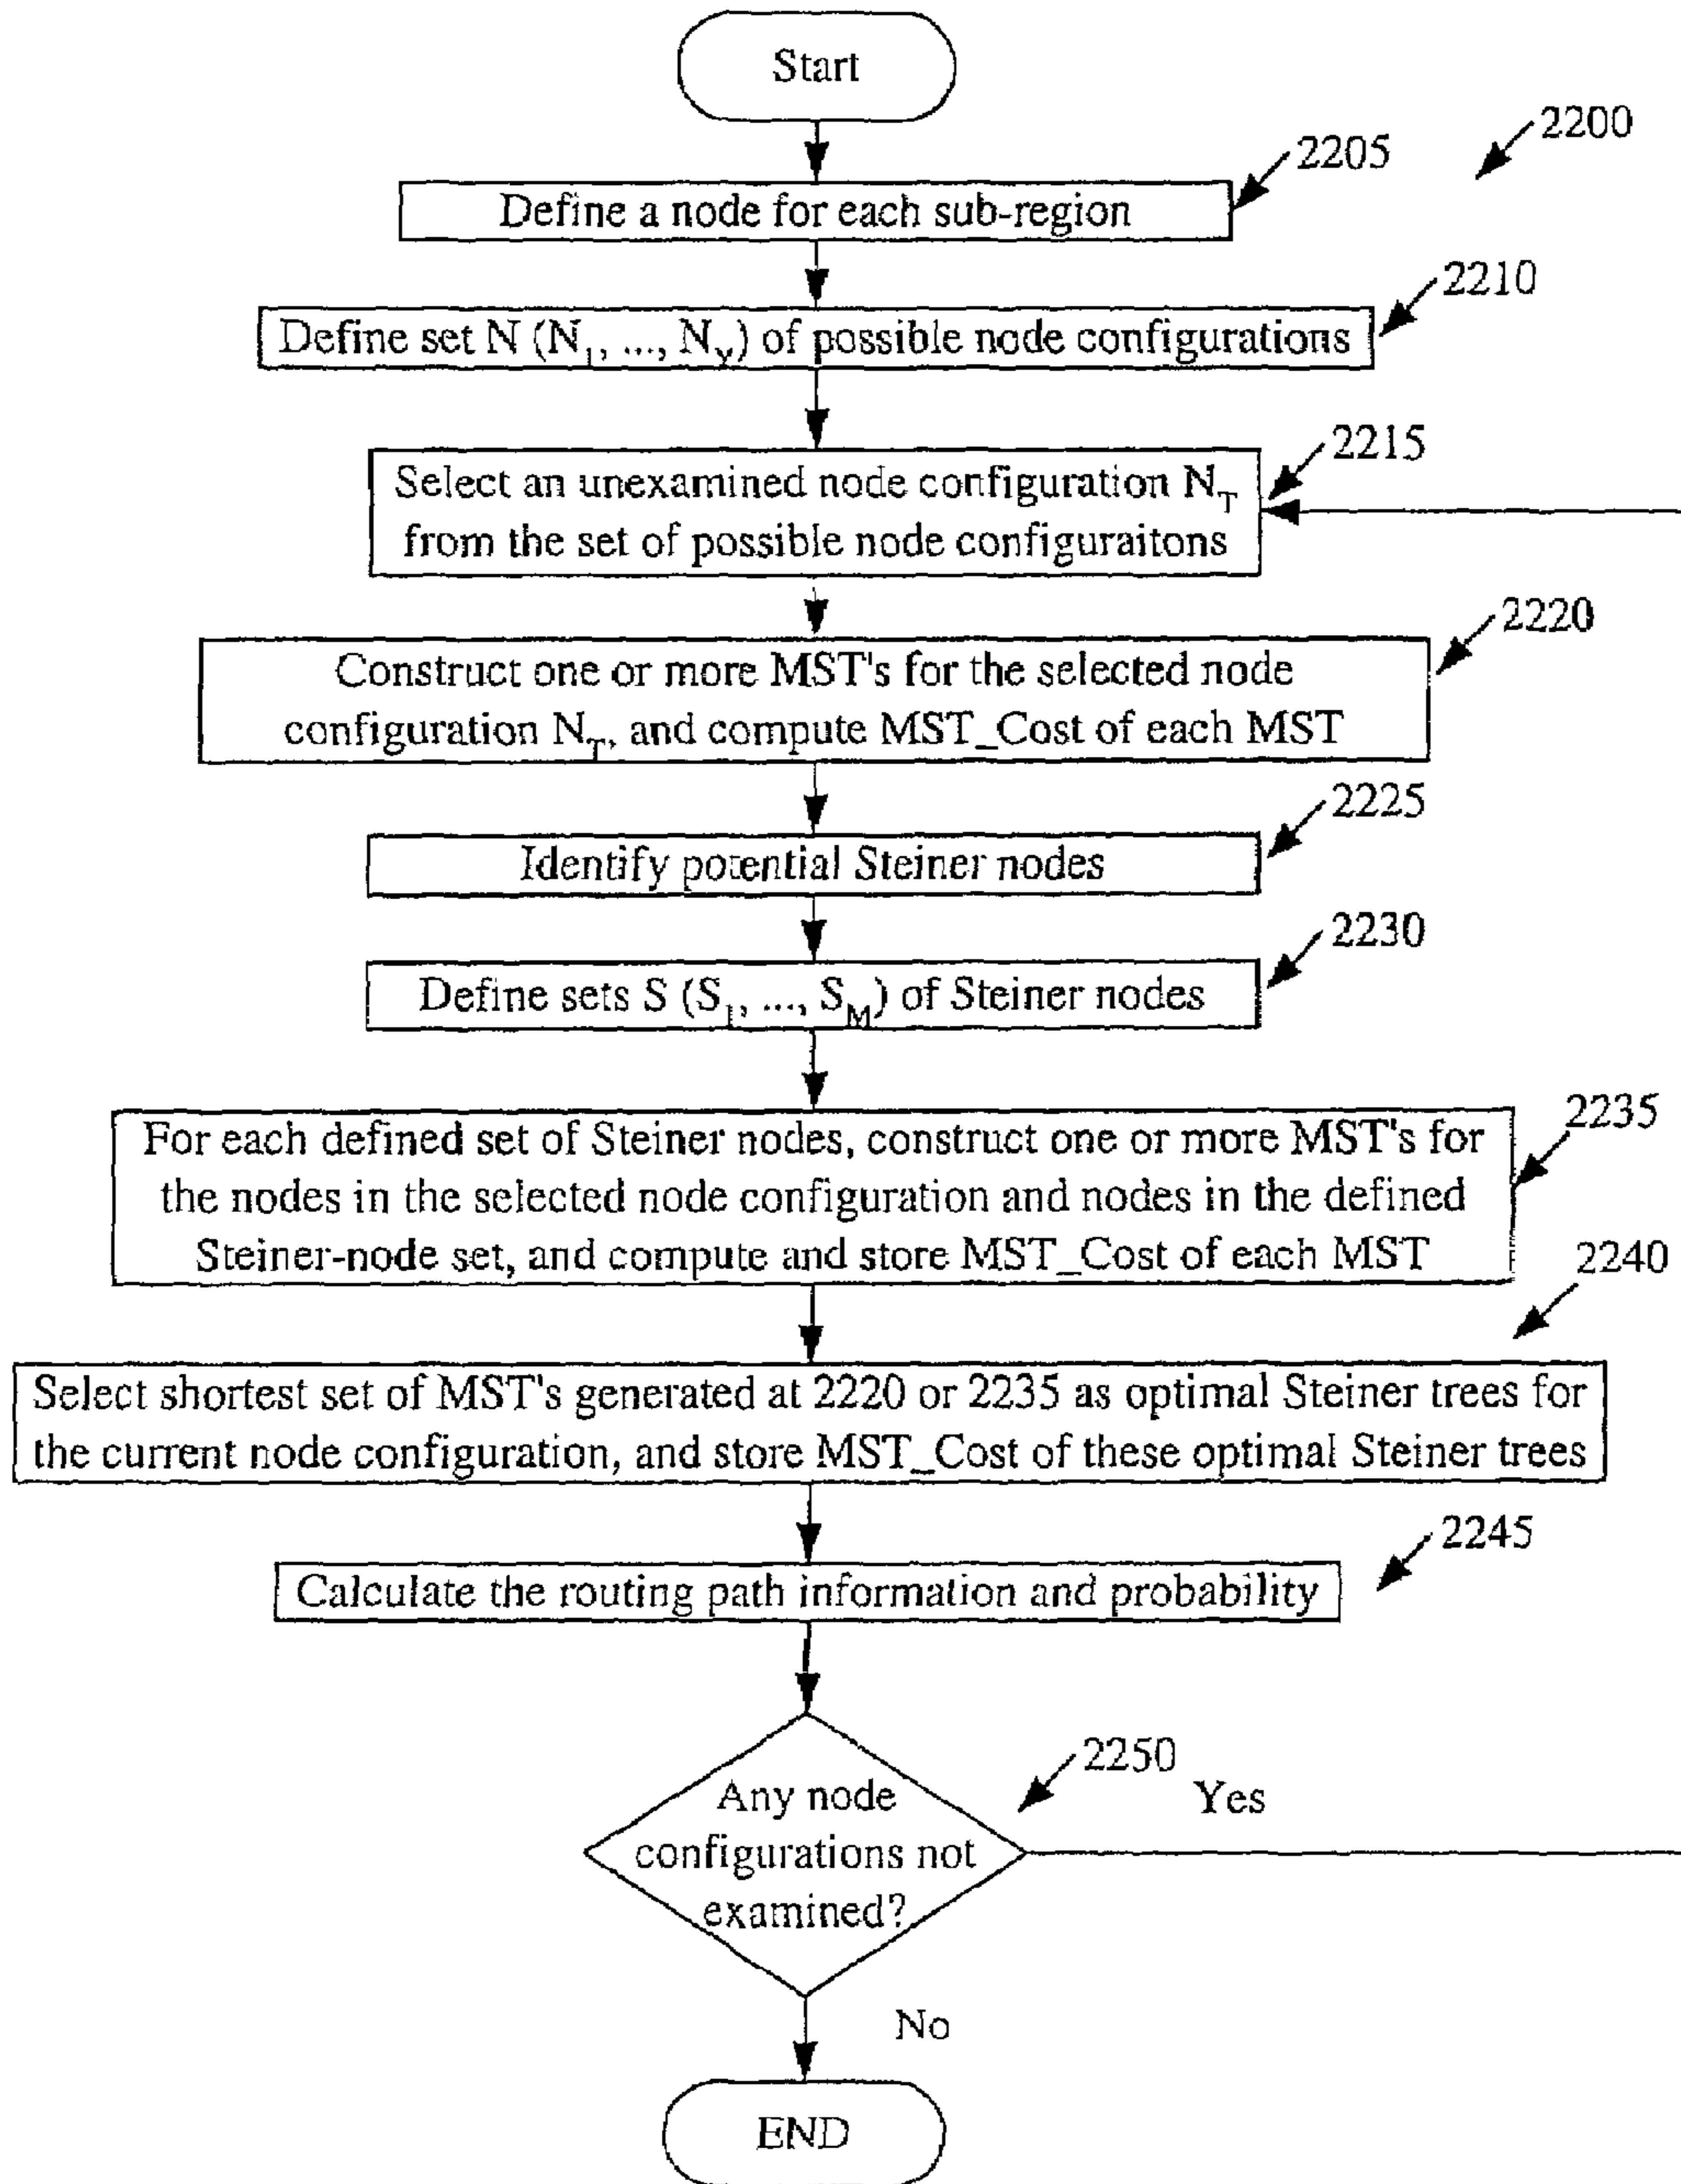 Start
2200
2205
Define a node for each sub-region
2210
Define set N (N1, ..., NY) of possible node configurations
2215
Select an unexamined node configuration NT
from the set of possible node configuraitons
2220
Construct one or more MST's for the selected node
configuration NT, and compute MST_Cost of each MST
2225
Identify potential Steiner nodes
2230
Define sets S (S1, ..., SM) of Steiner nodes
2235
For each defined set of Steiner nodes, construct one or more MST's for
the nodes in the selected node configuration and nodes in the defined
Steiner-node set, and compute and store MST_Cost of each MST
2240
Select shortest set of MST's generated at 2220 or 2235 as optimal Steiner trees for
the current node configuration, and store MST_Cost of these optimal Steiner trees
2245
Calculate the routing path information and probability
2250
Any node
configurations not
examined?
Yes
No
END